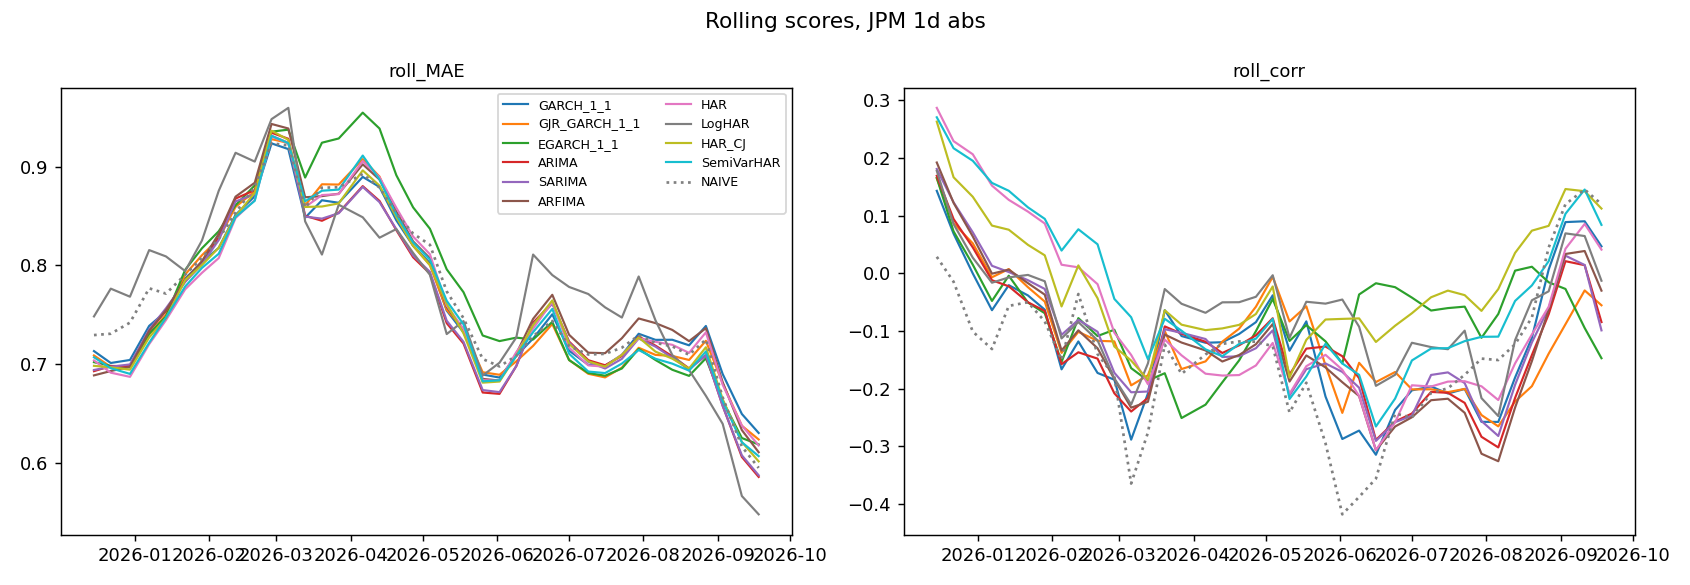 Rolling scores, JPM 1d abs
roll_MAE
GARCH_1_1
GJR_GARCH_1_1
EGARCH_1_1
ARIMA
SARIMA
ARFIMA
HAR
LogHAR
HAR_CJ
SemiVarHAR
NAIVE
0.9
0.8
0.7
0.6
2026-01
2026-02
2026-03
2026-04
2026-05
2026-06
2026-07
2026-08
2026-09
2026-10
roll_corr
0.3
0.2
0.1
0.0
−0.1
−0.2
−0.3
−0.4
2026-01
2026-02
2026-03
2026-04
2026-05
2026-06
2026-07
2026-08
2026-09
2026-10